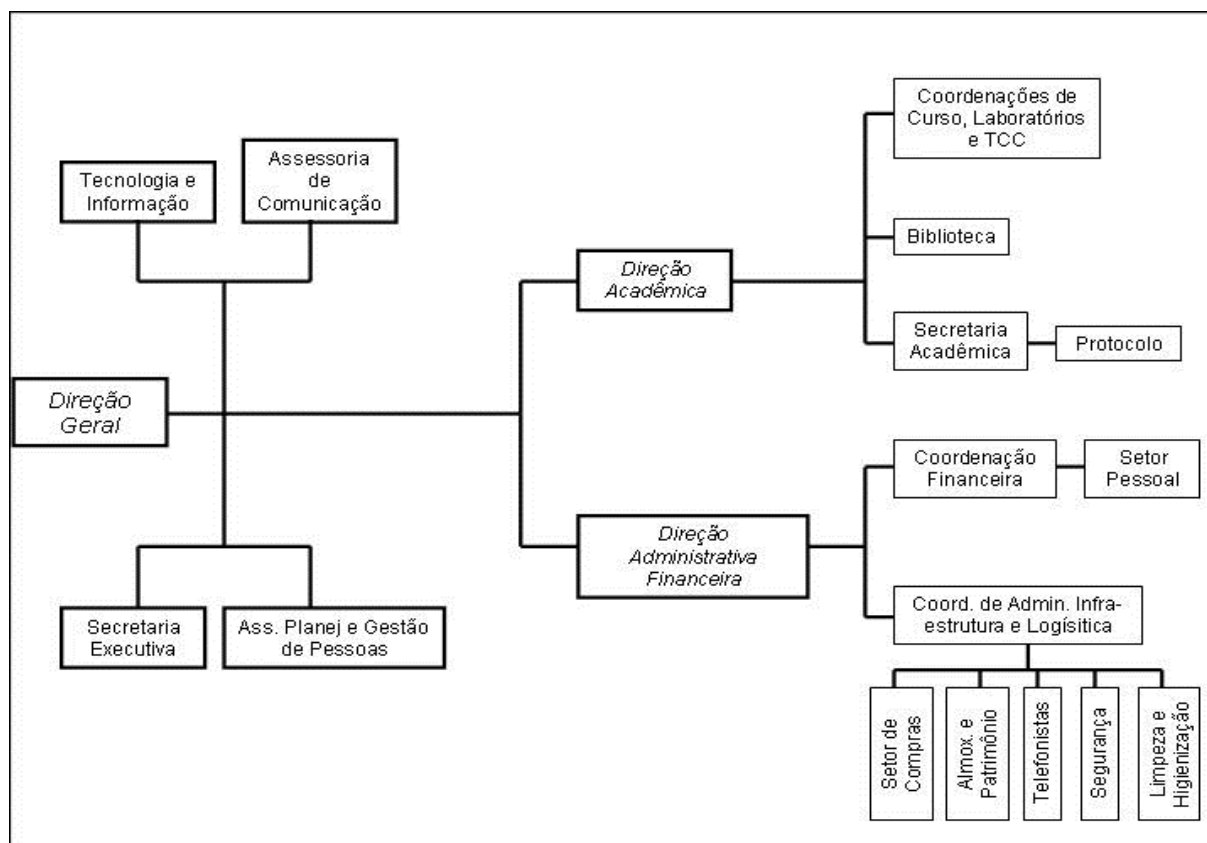 Tecnologia e
Informação
Assessoria
de
Comunicação
Direção
Geral
Secretaria
Executiva
Ass. Planej e Gestão
de Pessoas
Direção
Acadêmica
Direção
Administrativa
Financeira
Coordenações de
Curso, Laboratórios
e TCC
Biblioteca
Secretaria
Acadêmica
Protocolo
Coordenação
Financeira
Setor
Pessoal
Coord. de Admin. Infra-
estrutura e Logísitica
Setor de
Compras
Almox. e
Patrimônio
Telefonistas
Segurança
Limpeza e
Higienização